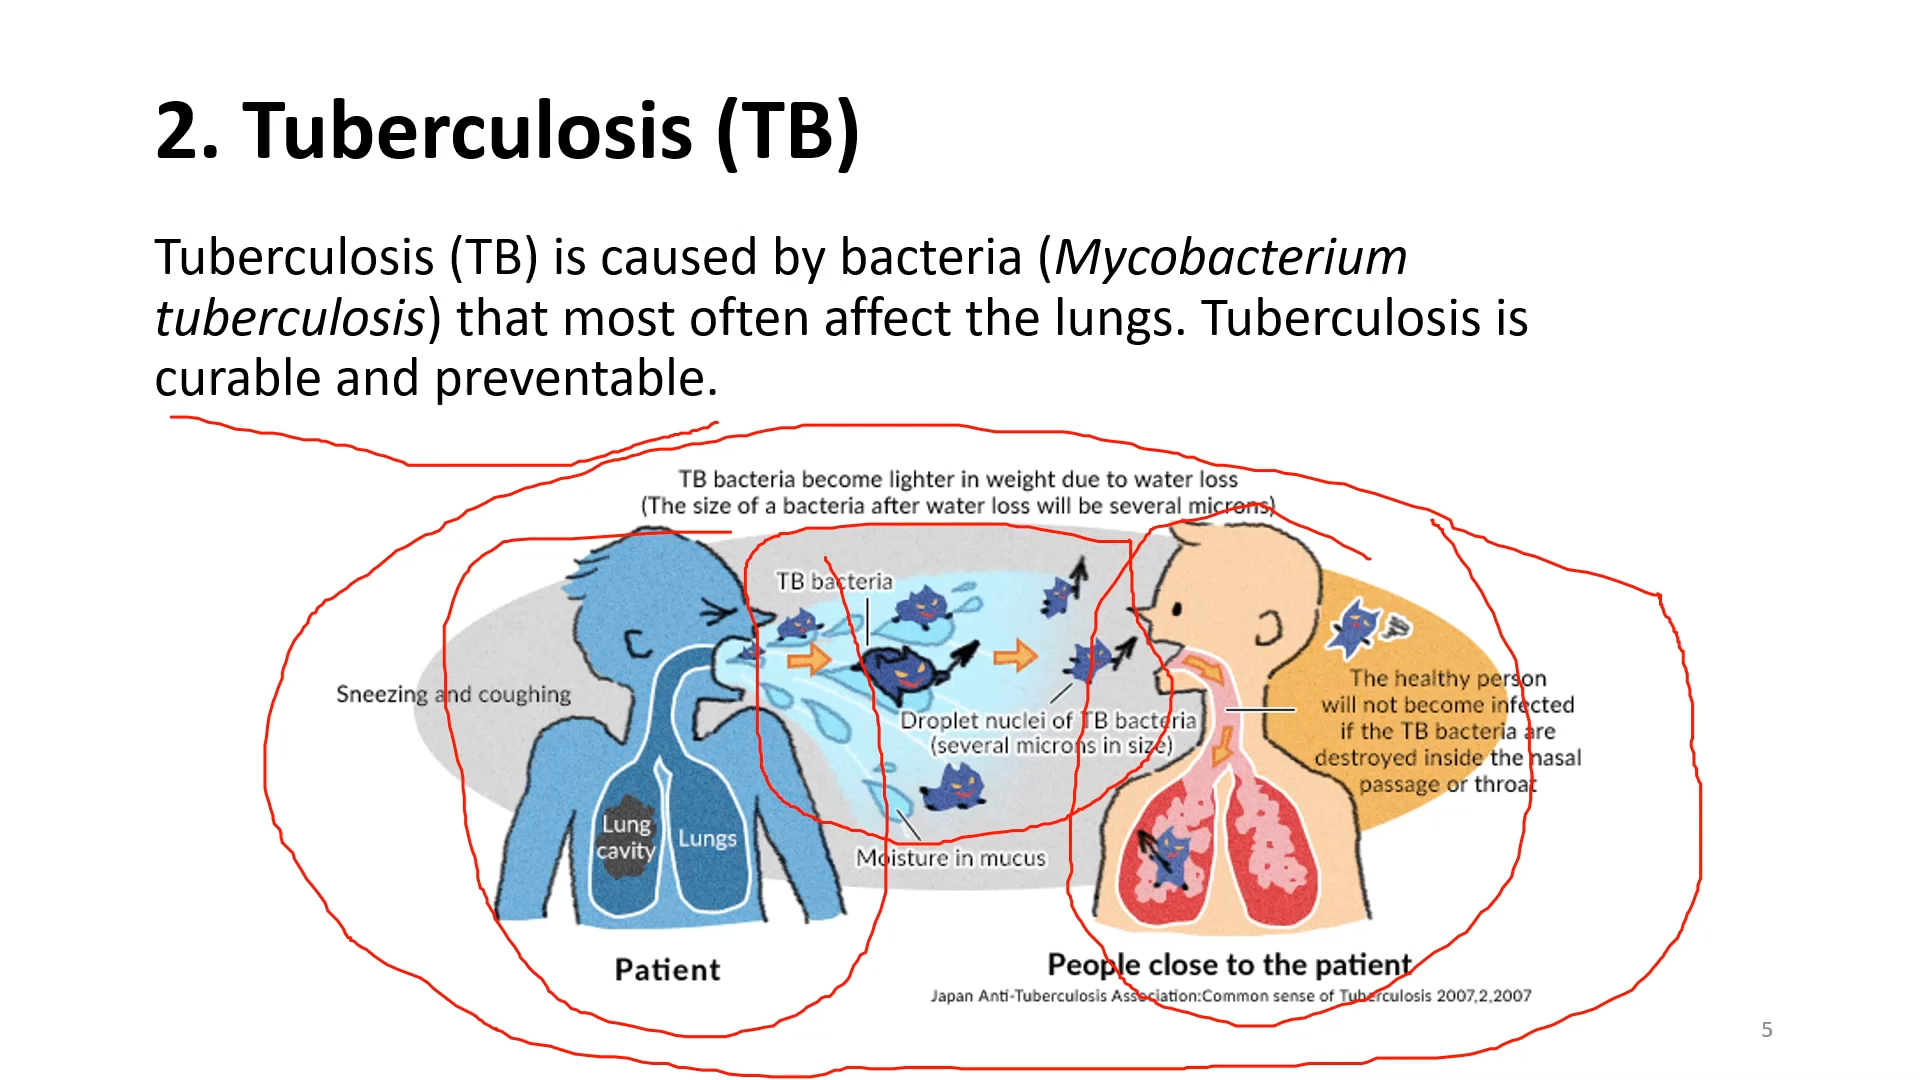 2. Tuberculosis (TB)
Tuberculosis (TB) is caused by bacteria (Mycobacterium
tuberculosis) that most often affect the lungs. Tuberculosis is
curable and preventable.
TB bacteria become lighter in weight due to water loss
(The size of a bacteria after water loss will be several microns)
TB bacteria
Sneezing and coughing
Droplet nuclei of TB bacteria
(several microns in size)
The healthy person
will not become infected
if the TB bacteria are
destroyed inside the nasal
passage or throat
Lung
cavity
Lungs
Moisture in mucus
Patient
People close to the patient
Japan Anti-Tuberculosis Association:Common sense of Tuberculosis 2007,2,2007
5